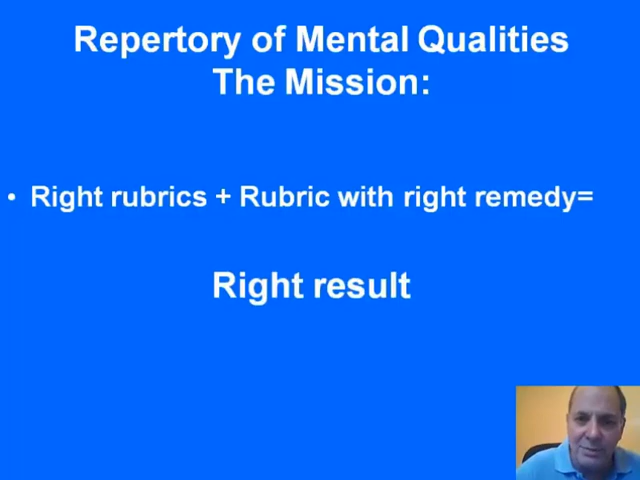 Repertory of Mental Qualities
The Mission:
• Right rubrics + Rubric with right remedy=
Right result